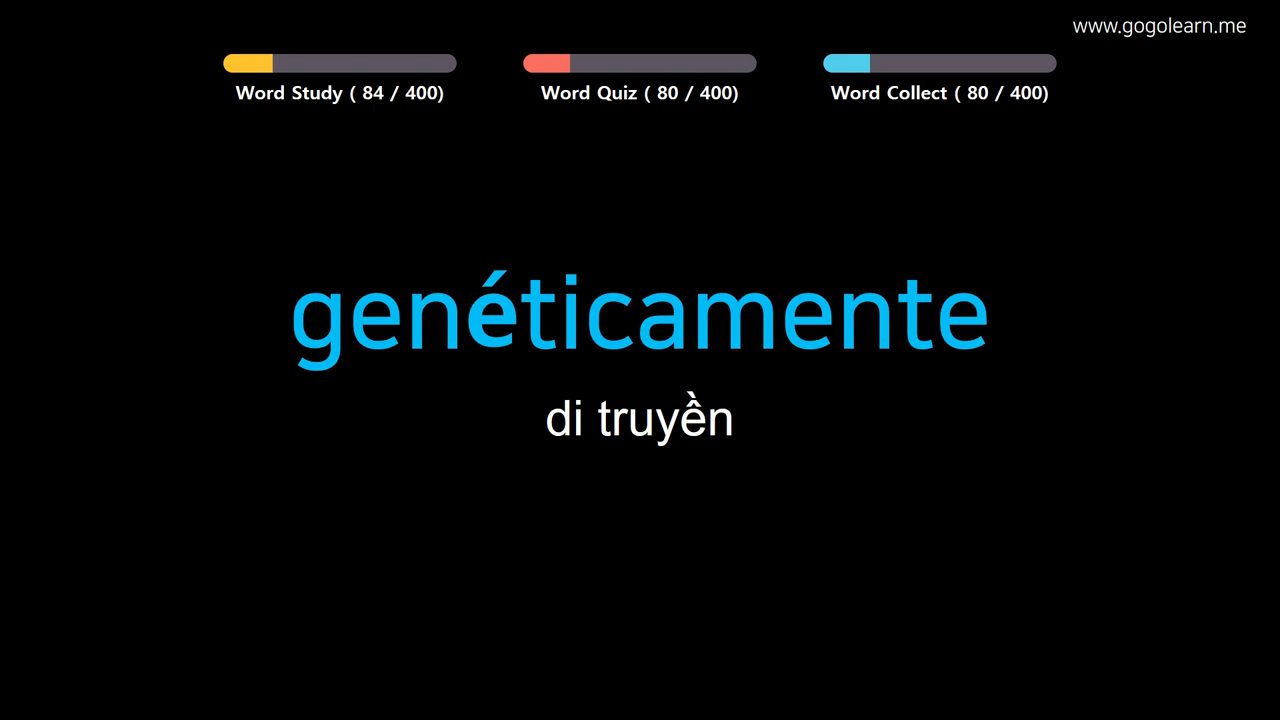 www.gogolearn.me
Word Study ( 84 / 400)
Word Quiz ( 80 / 400)
Word Collect ( 80 / 400)
genéticamente
di truyền